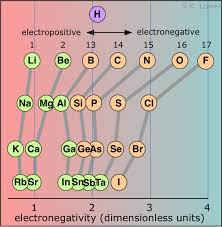 S. K. Lower
H
electropositive electronegative
1 2 13 14 15 16 17
Li Be B C N O F
Na Mg Al Si P S Cl
K Ca Ga Ge As Se Br
Rb Sr In Sn Sb Ta I
1 2 3 4
electronegativity (dimensionless units)